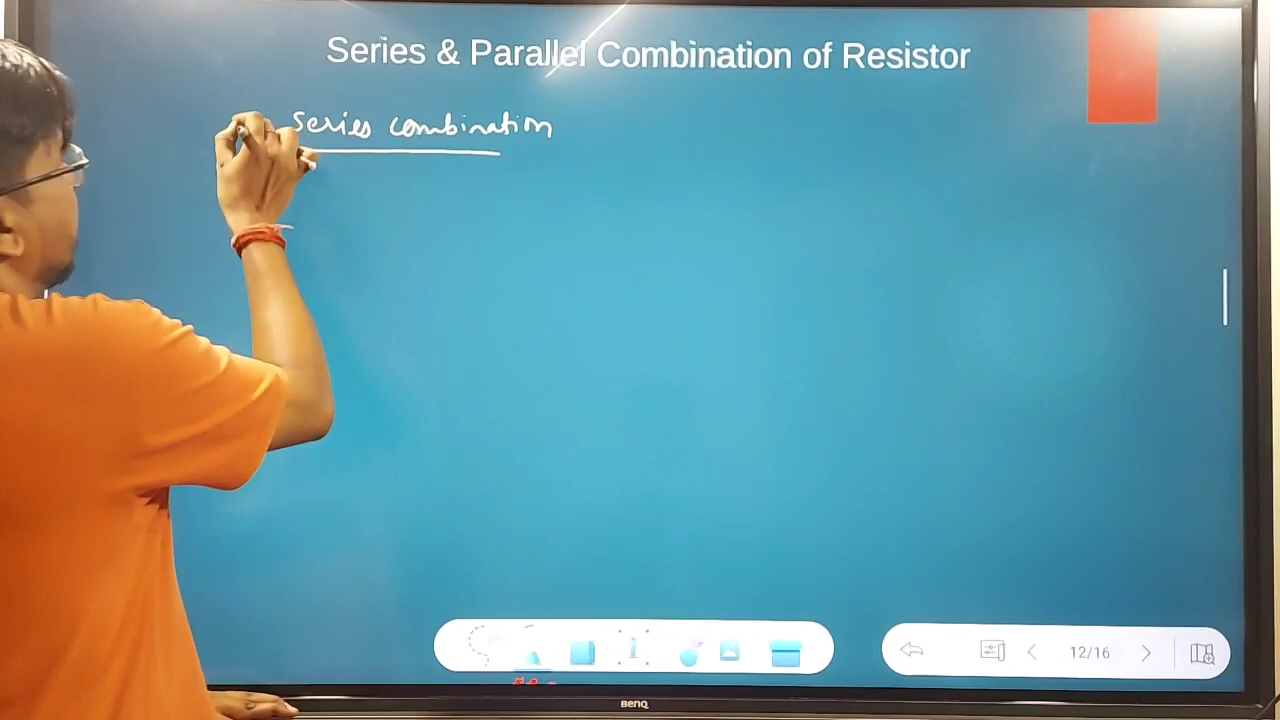 Series & Parallel Combination of Resistor
Series combination
12/16
BenQ